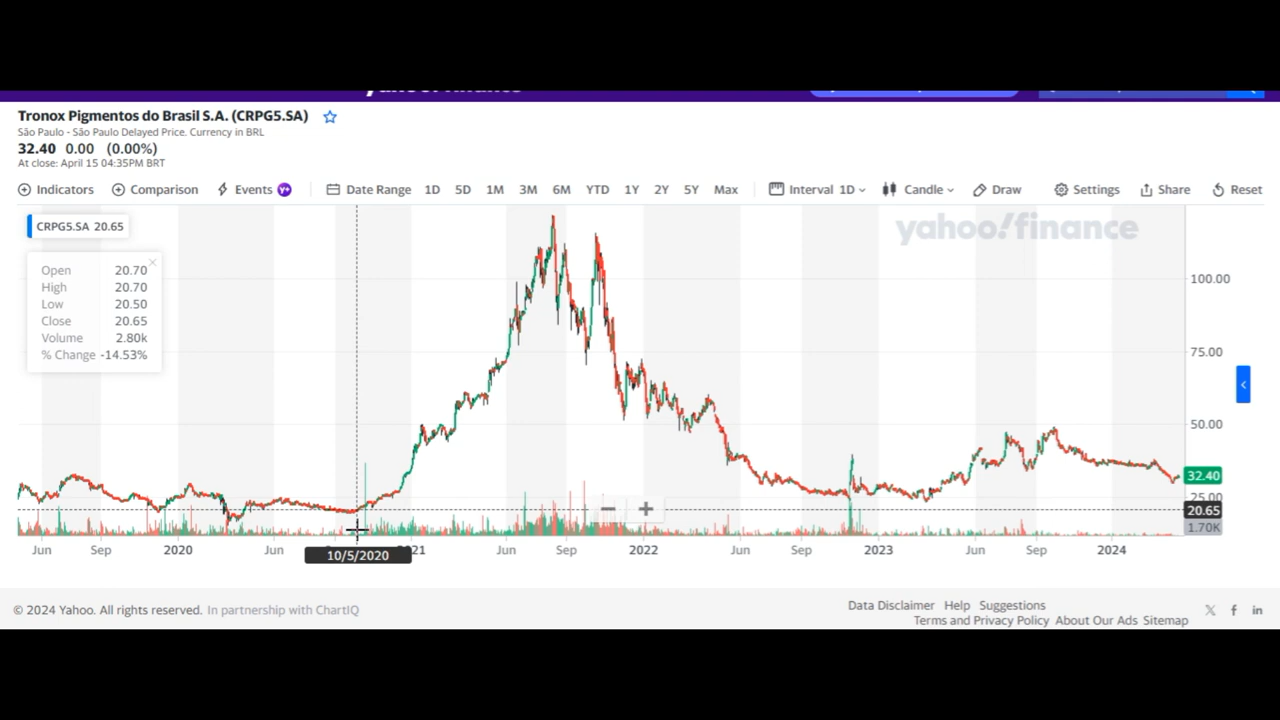 Tronox Pigmentos do Brasil S.A. (CRPG5.SA)
São Paulo - São Paulo Delayed Price. Currency in BRL
32.40 0.00 (0.00%)
At close: April 15 04:35PM BRT
Indicators Comparison Events Y+ Date Range 1D 5D 1M 3M 6M YTD 1Y 2Y 5Y Max Interval 1D Candle Draw Settings Share Reset
CRPG5.SA 20.65
yahoo!finance
Open 20.70
High 20.70
Low 20.50
Close 20.65
Volume 2.80k
% Change -14.53%
100.00
75.00
50.00
32.40
25.00
20.65
1.70K
Jun Sep 2020 Jun 10/5/2020 Jun Sep 2022 Jun Sep 2023 Jun Sep 2024
© 2024 Yahoo. All rights reserved. In partnership with ChartIQ
Data Disclaimer Help Suggestions
Terms and Privacy Policy About Our Ads Sitemap